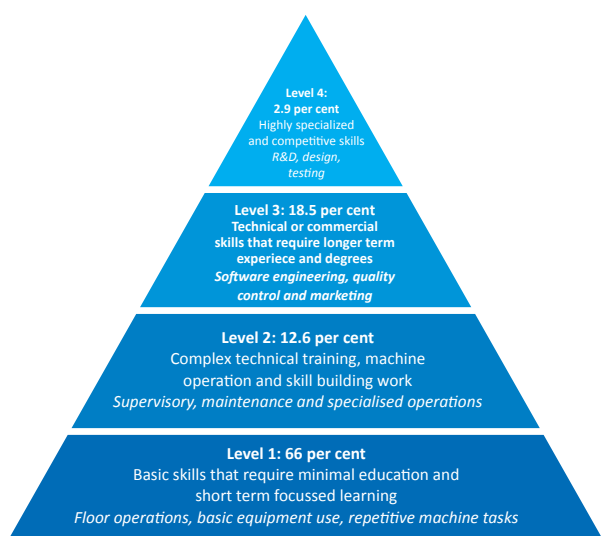 Level 4:
2.9 per cent
Highly specialized
and competitive skills
R&D, design,
testing
Level 3: 18.5 per cent
Technical or commercial
skills that require longer term
experiece and degrees
Software engineering, quality
control and marketing
Level 2: 12.6 per cent
Complex technical training, machine
operation and skill building work
Supervisory, maintenance and specialised operations
Level 1: 66 per cent
Basic skills that require minimal education and
short term focussed learning
Floor operations, basic equipment use, repetitive machine tasks